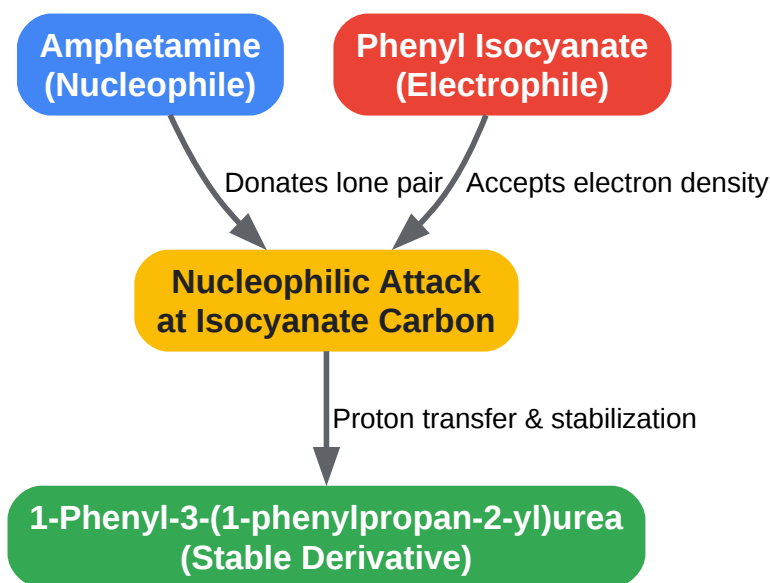 Amphetamine
(Nucleophile)
Phenyl Isocyanate
(Electrophile)
Donates lone pair
Accepts electron density
Nucleophilic Attack
at Isocyanate Carbon
Proton transfer & stabilization
1-Phenyl-3-(1-phenylpropan-2-yl)urea
(Stable Derivative)